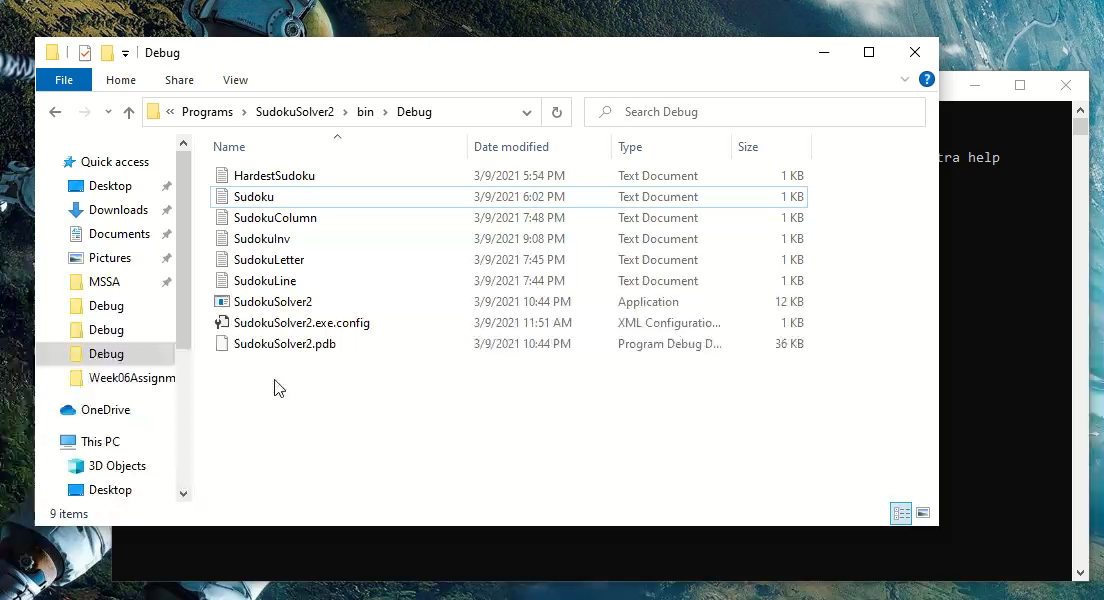 Debug
File Home Share View
« Programs > SudokuSolver2 > bin > Debug
Search Debug
Name Date modified Type Size
Quick access
Desktop
Downloads
Documents
Pictures
MSSA
Debug
Debug
Debug
Week06Assignm
OneDrive
This PC
3D Objects
Desktop
HardestSudoku 3/9/2021 5:54 PM Text Document 1 KB
Sudoku 3/9/2021 6:02 PM Text Document 1 KB
SudokuColumn 3/9/2021 7:48 PM Text Document 1 KB
SudokuInv 3/9/2021 9:08 PM Text Document 1 KB
SudokuLetter 3/9/2021 7:45 PM Text Document 1 KB
SudokuLine 3/9/2021 7:44 PM Text Document 1 KB
SudokuSolver2 3/9/2021 10:44 PM Application 12 KB
SudokuSolver2.exe.config 3/9/2021 11:51 AM XML Configuratio... 1 KB
SudokuSolver2.pdb 3/9/2021 10:44 PM Program Debug D... 36 KB
9 items
tra help